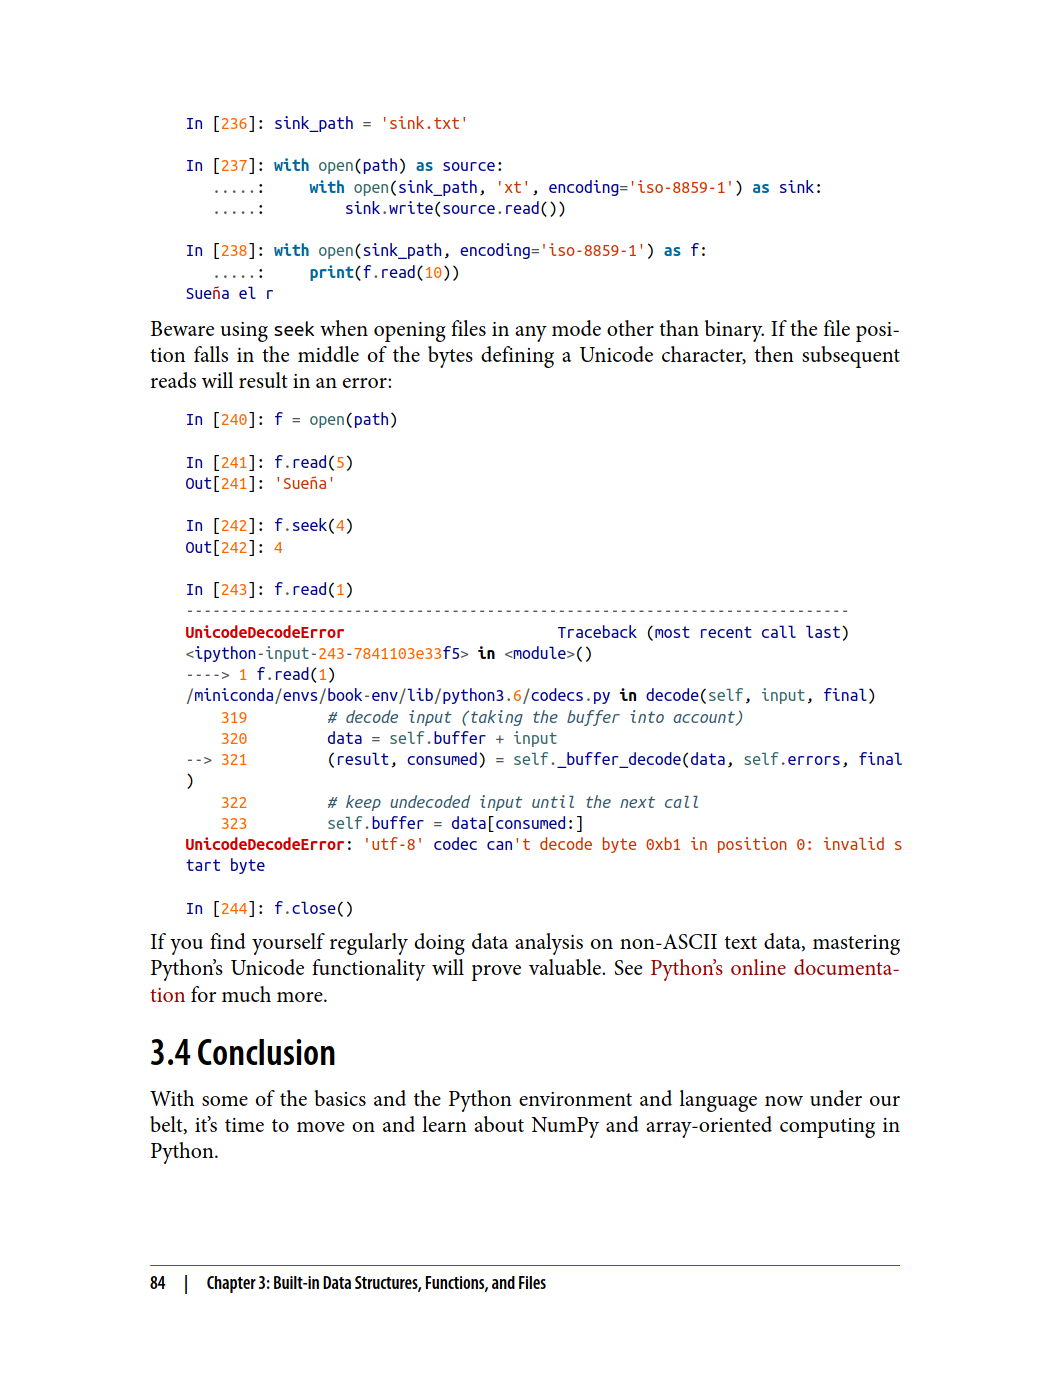 In [236]: sink_path = 'sink.txt'
In [237]: with open(path) as source:
   .....:     with open(sink_path, 'xt', encoding='iso-8859-1') as sink:
   .....:         sink.write(source.read())
In [238]: with open(sink_path, encoding='iso-8859-1') as f:
   .....:     print(f.read(10))
Sueña el r
Beware using seek when opening files in any mode other than binary. If the file posi-
tion falls in the middle of the bytes defining a Unicode character, then subsequent
reads will result in an error:
In [240]: f = open(path)
In [241]: f.read(5)
Out[241]: 'Sueña'
In [242]: f.seek(4)
Out[242]: 4
In [243]: f.read(1)
---------------------------------------------------------------------------
UnicodeDecodeError                        Traceback (most recent call last)
<ipython-input-243-7841103e33f5> in <module>()
----> 1 f.read(1)
/miniconda/envs/book-env/lib/python3.6/codecs.py in decode(self, input, final)
    319         # decode input (taking the buffer into account)
    320         data = self.buffer + input
--> 321         (result, consumed) = self._buffer_decode(data, self.errors, final
)
    322         # keep undecoded input until the next call
    323         self.buffer = data[consumed:]
UnicodeDecodeError: 'utf-8' codec can't decode byte 0xb1 in position 0: invalid s
tart byte
In [244]: f.close()
If you find yourself regularly doing data analysis on non-ASCII text data, mastering
Python's Unicode functionality will prove valuable. See Python's online documenta-
tion for much more.
3.4 Conclusion
With some of the basics and the Python environment and language now under our
belt, it's time to move on and learn about NumPy and array-oriented computing in
Python.
84 | Chapter 3: Built-in Data Structures, Functions, and Files